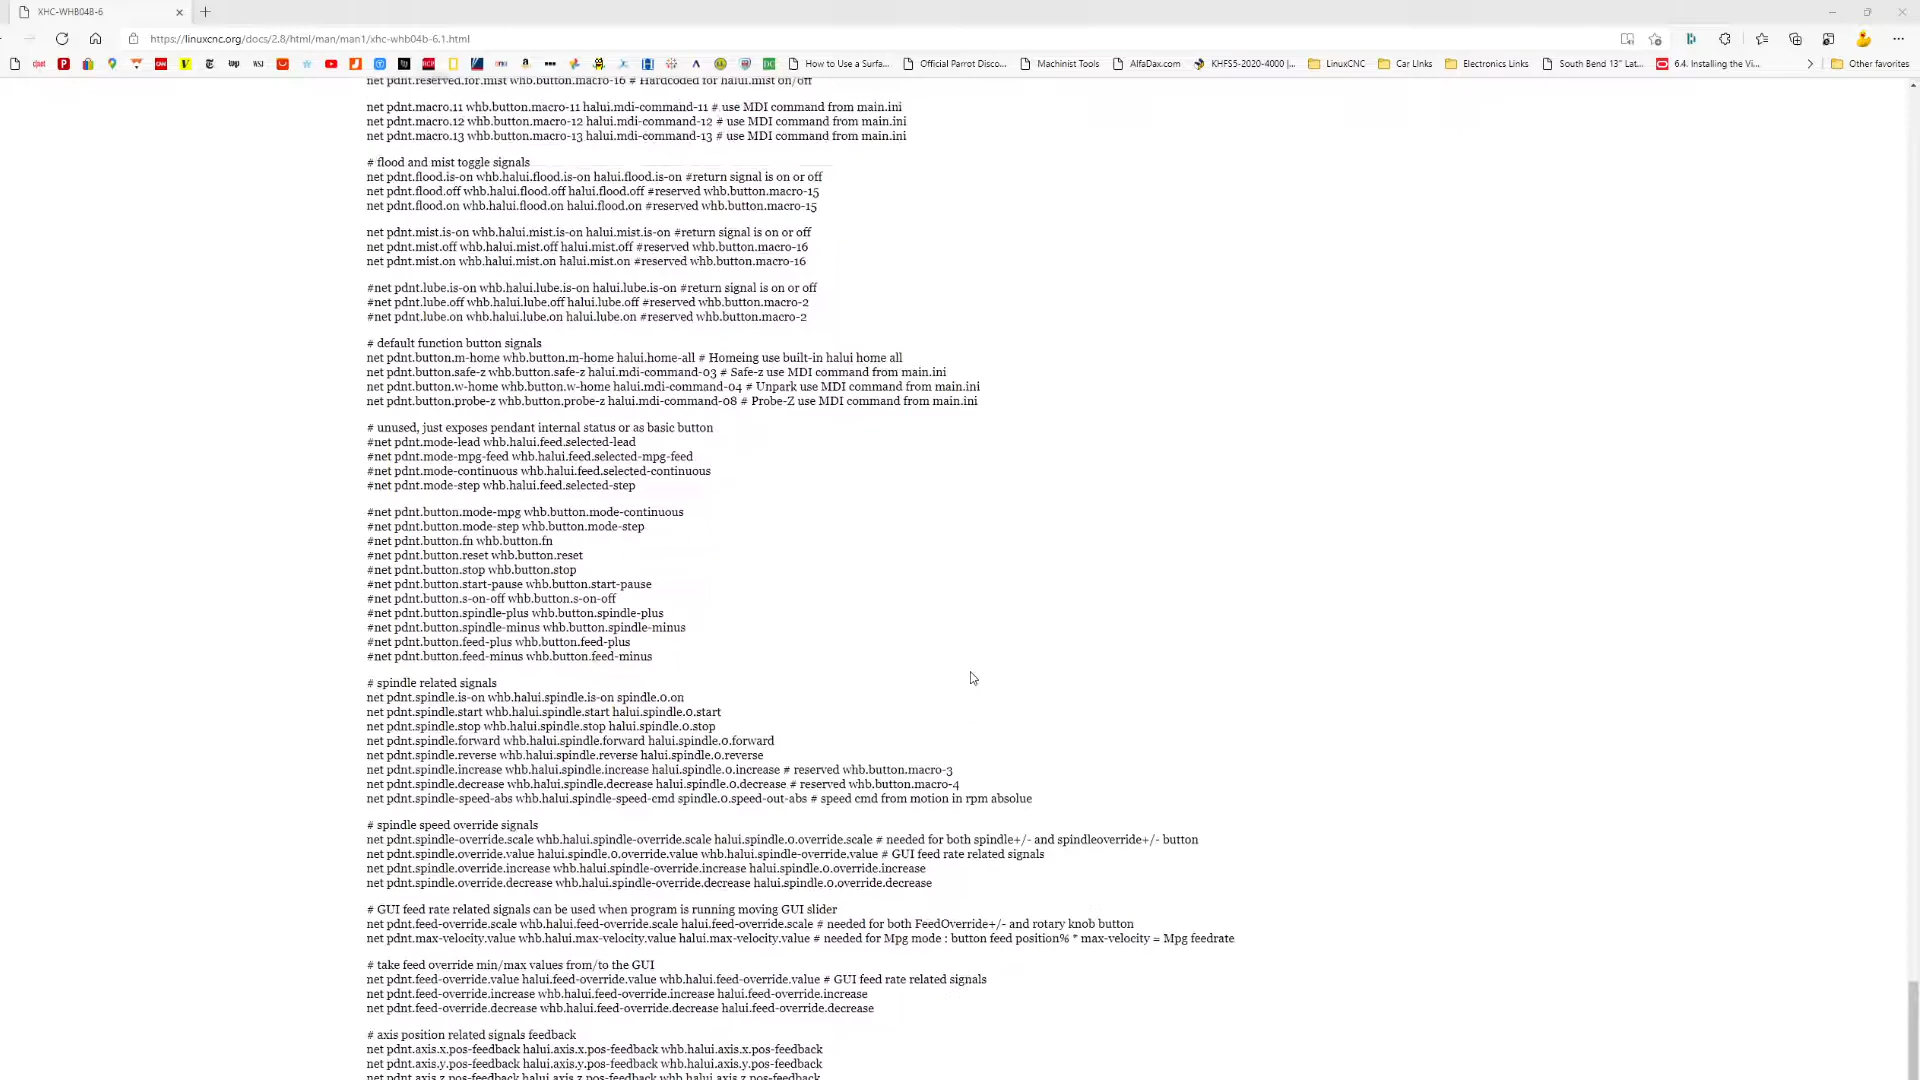 XHC-WHB04B-6
https://linuxcnc.org/docs/2.8/html/man/man1/xhc-whb04b-6.1.html
How to Use a Surfa...
Official Parrot Disco...
Machinist Tools
AlfaDax.com
KHFS5-2020-4000 |...
LinuxCNC
Car LInks
Electronics Links
South Bend 13" Lat...
6.4. Installing the Vi...
Other favorites
net pdnt.reserved.for.mist whb.button.macro-16 # Hardcoded for halui.mist on/off
net pdnt.macro.11 whb.button.macro-11 halui.mdi-command-11 # use MDI command from main.ini
net pdnt.macro.12 whb.button.macro-12 halui.mdi-command-12 # use MDI command from main.ini
net pdnt.macro.13 whb.button.macro-13 halui.mdi-command-13 # use MDI command from main.ini
# flood and mist toggle signals
net pdnt.flood.is-on whb.halui.flood.is-on halui.flood.is-on #return signal is on or off
net pdnt.flood.off whb.halui.flood.off halui.flood.off #reserved whb.button.macro-15
net pdnt.flood.on whb.halui.flood.on halui.flood.on #reserved whb.button.macro-15
net pdnt.mist.is-on whb.halui.mist.is-on halui.mist.is-on #return signal is on or off
net pdnt.mist.off whb.halui.mist.off halui.mist.off #reserved whb.button.macro-16
net pdnt.mist.on whb.halui.mist.on halui.mist.on #reserved whb.button.macro-16
#net pdnt.lube.is-on whb.halui.lube.is-on halui.lube.is-on #return signal is on or off
#net pdnt.lube.off whb.halui.lube.off halui.lube.off #reserved whb.button.macro-2
#net pdnt.lube.on whb.halui.lube.on halui.lube.on #reserved whb.button.macro-2
# default function button signals
net pdnt.button.m-home whb.button.m-home halui.home-all # Homeing use built-in halui home all
net pdnt.button.safe-z whb.button.safe-z halui.mdi-command-03 # Safe-z use MDI command from main.ini
net pdnt.button.w-home whb.button.w-home halui.mdi-command-04 # Unpark use MDI command from main.ini
net pdnt.button.probe-z whb.button.probe-z halui.mdi-command-08 # Probe-Z use MDI command from main.ini
# unused, just exposes pendant internal status or as basic button
#net pdnt.mode-lead whb.halui.feed.selected-lead
#net pdnt.mode-mpg-feed whb.halui.feed.selected-mpg-feed
#net pdnt.mode-continuous whb.halui.feed.selected-continuous
#net pdnt.mode-step whb.halui.feed.selected-step
#net pdnt.button.mode-mpg whb.button.mode-continuous
#net pdnt.button.mode-step whb.button.mode-step
#net pdnt.button.fn whb.button.fn
#net pdnt.button.reset whb.button.reset
#net pdnt.button.stop whb.button.stop
#net pdnt.button.start-pause whb.button.start-pause
#net pdnt.button.s-on-off whb.button.s-on-off
#net pdnt.button.spindle-plus whb.button.spindle-plus
#net pdnt.button.spindle-minus whb.button.spindle-minus
#net pdnt.button.feed-plus whb.button.feed-plus
#net pdnt.button.feed-minus whb.button.feed-minus
# spindle related signals
net pdnt.spindle.is-on whb.halui.spindle.is-on spindle.0.on
net pdnt.spindle.start whb.halui.spindle.start halui.spindle.0.start
net pdnt.spindle.stop whb.halui.spindle.stop halui.spindle.0.stop
net pdnt.spindle.forward whb.halui.spindle.forward halui.spindle.0.forward
net pdnt.spindle.reverse whb.halui.spindle.reverse halui.spindle.0.reverse
net pdnt.spindle.increase whb.halui.spindle.increase halui.spindle.0.increase # reserved whb.button.macro-3
net pdnt.spindle.decrease whb.halui.spindle.decrease halui.spindle.0.decrease # reserved whb.button.macro-4
net pdnt.spindle-speed-abs whb.halui.spindle-speed-cmd spindle.0.speed-out-abs # speed cmd from motion in rpm absolue
# spindle speed override signals
net pdnt.spindle-override.scale whb.halui.spindle-override.scale halui.spindle.0.override.scale # needed for both spindle+/- and spindleoverride+/- button
net pdnt.spindle.override.value halui.spindle.0.override.value whb.halui.spindle-override.value # GUI feed rate related signals
net pdnt.spindle.override.increase whb.halui.spindle-override.increase halui.spindle.0.override.increase
net pdnt.spindle.override.decrease whb.halui.spindle-override.decrease halui.spindle.0.override.decrease
# GUI feed rate related signals can be used when program is running moving GUI slider
net pdnt.feed-override.scale whb.halui.feed-override.scale halui.feed-override.scale # needed for both FeedOverride+/- and rotary knob button
net pdnt.max-velocity.value whb.halui.max-velocity.value halui.max-velocity.value # needed for Mpg mode : button feed position% * max-velocity = Mpg feedrate
# take feed override min/max values from/to the GUI
net pdnt.feed-override.value halui.feed-override.value whb.halui.feed-override.value # GUI feed rate related signals
net pdnt.feed-override.increase whb.halui.feed-override.increase halui.feed-override.increase
net pdnt.feed-override.decrease whb.halui.feed-override.decrease halui.feed-override.decrease
# axis position related signals feedback
net pdnt.axis.x.pos-feedback halui.axis.x.pos-feedback whb.halui.axis.x.pos-feedback
net pdnt.axis.y.pos-feedback halui.axis.y.pos-feedback whb.halui.axis.y.pos-feedback
net pdnt.axis.z.pos-feedback halui.axis.z.pos-feedback whb.halui.axis.z.pos-feedback